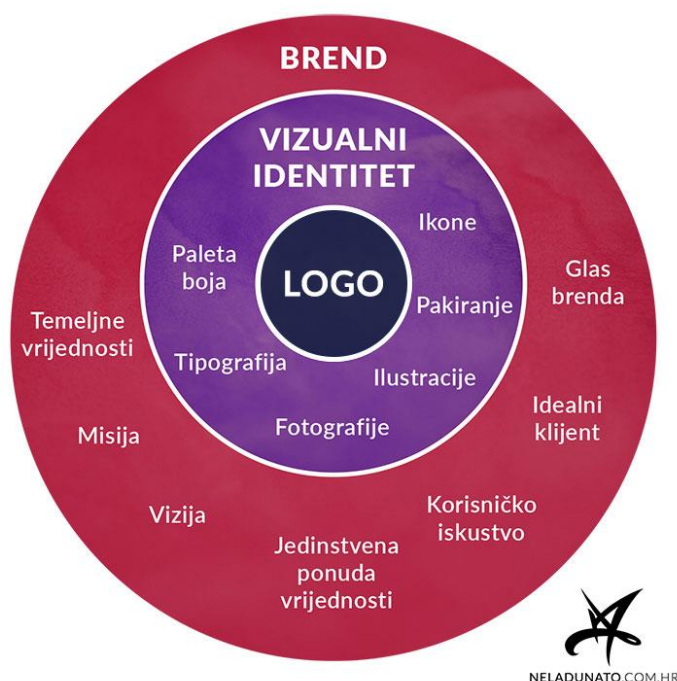 BREND
VIZUALNI
IDENTITET
Ikone
Paleta
boja
LOGO
Glas
brenda
Pakiranje
Temeljne
vrijednosti
Tipografija
Ilustracije
Idealni
klijent
Fotografije
Misija
Korisničko
iskustvo
Vizija
Jedinstvena
ponuda
vrijednosti
NELADUNATO.COM.HR